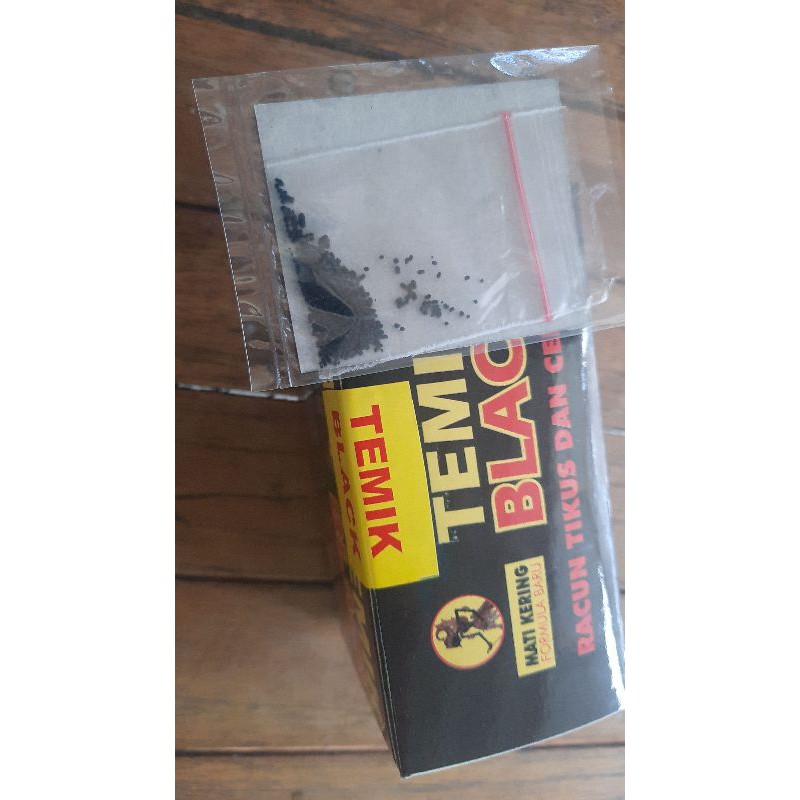 TEMI
BLAC
RACUN TIKUS DAN CE
MATI KERING
FORMULA BARU
TEMIK
BLACK